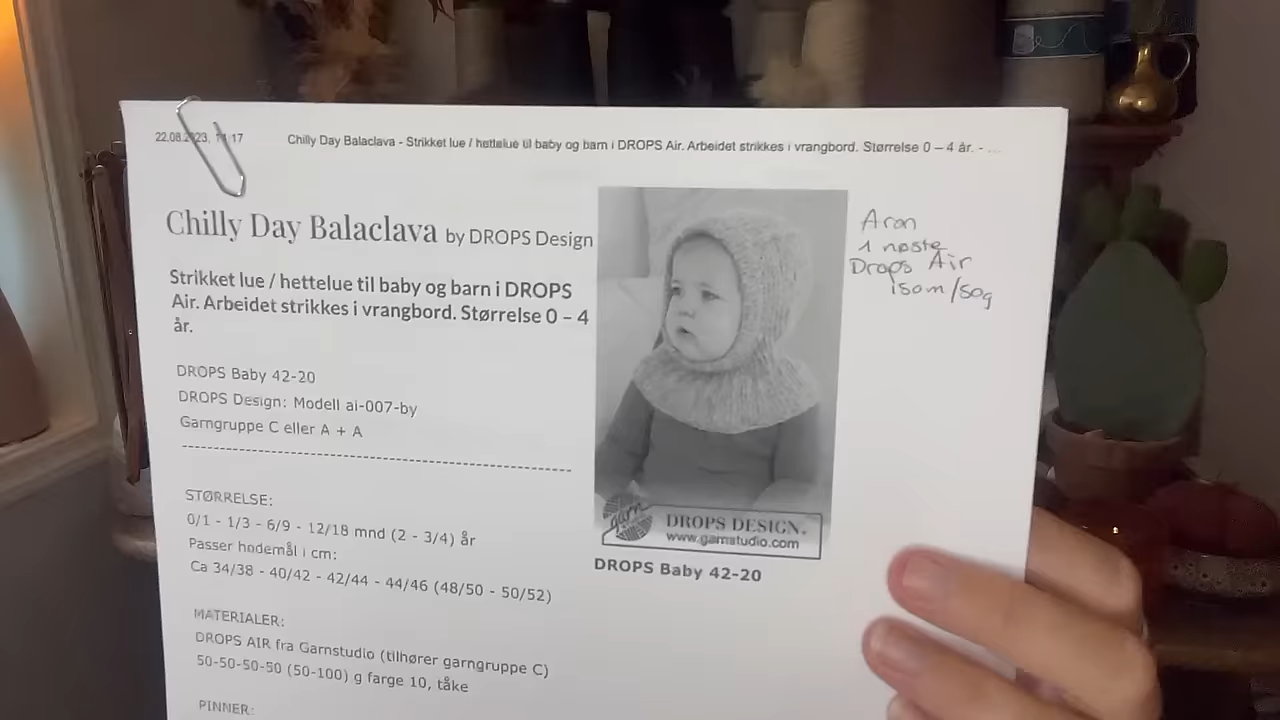 22.08.2023, 11:17
Chilly Day Balaclava - Strikket lue / hettelue til baby og barn i DROPS Air. Arbeidet strikkes i vrangbord. Størrelse 0 – 4 år. - ...
Chilly Day Balaclava by DROPS Design
Strikket lue / hettelue til baby og barn i DROPS
Air. Arbeidet strikkes i vrangbord. Størrelse 0 – 4
år.
DROPS Baby 42-20
DROPS Design: Modell ai-007-by
Garngruppe C eller A + A
STØRRELSE:
0/1 - 1/3 - 6/9 - 12/18 mnd (2 - 3/4) år
Passer hodemål i cm:
Ca 34/38 - 40/42 - 42/44 - 44/46 (48/50 - 50/52)
MATERIALER:
DROPS AIR fra Garnstudio (tilhører garngruppe C)
50-50-50-50 (50-100) g farge 10, tåke
PINNER:
garn
DROPS DESIGN.
www.garnstudio.com
DROPS Baby 42-20
Aran
1 nøste
Drops Air